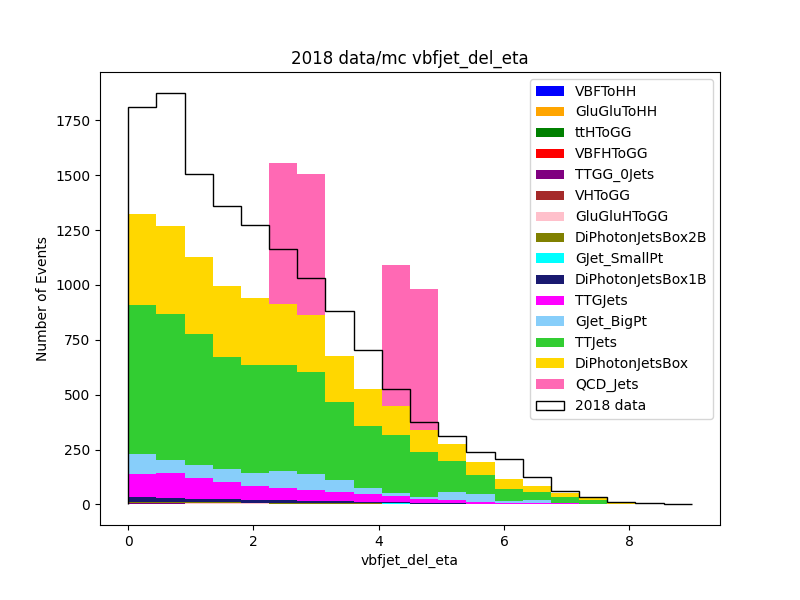 2018 data/mc vbfjet_del_eta
VBFToHH
GluGluToHH
ttHToGG
VBFHToGG
TTGG_0Jets
VHToGG
GluGluHToGG
DiPhotonJetsBox2B
GJet_SmallPt
DiPhotonJetsBox1B
TTGJets
GJet_BigPt
TTJets
DiPhotonJetsBox
QCD_Jets
2018 data
Number of Events
1750
1500
1250
1000
750
500
250
0
0
2
4
6
8
vbfjet_del_eta